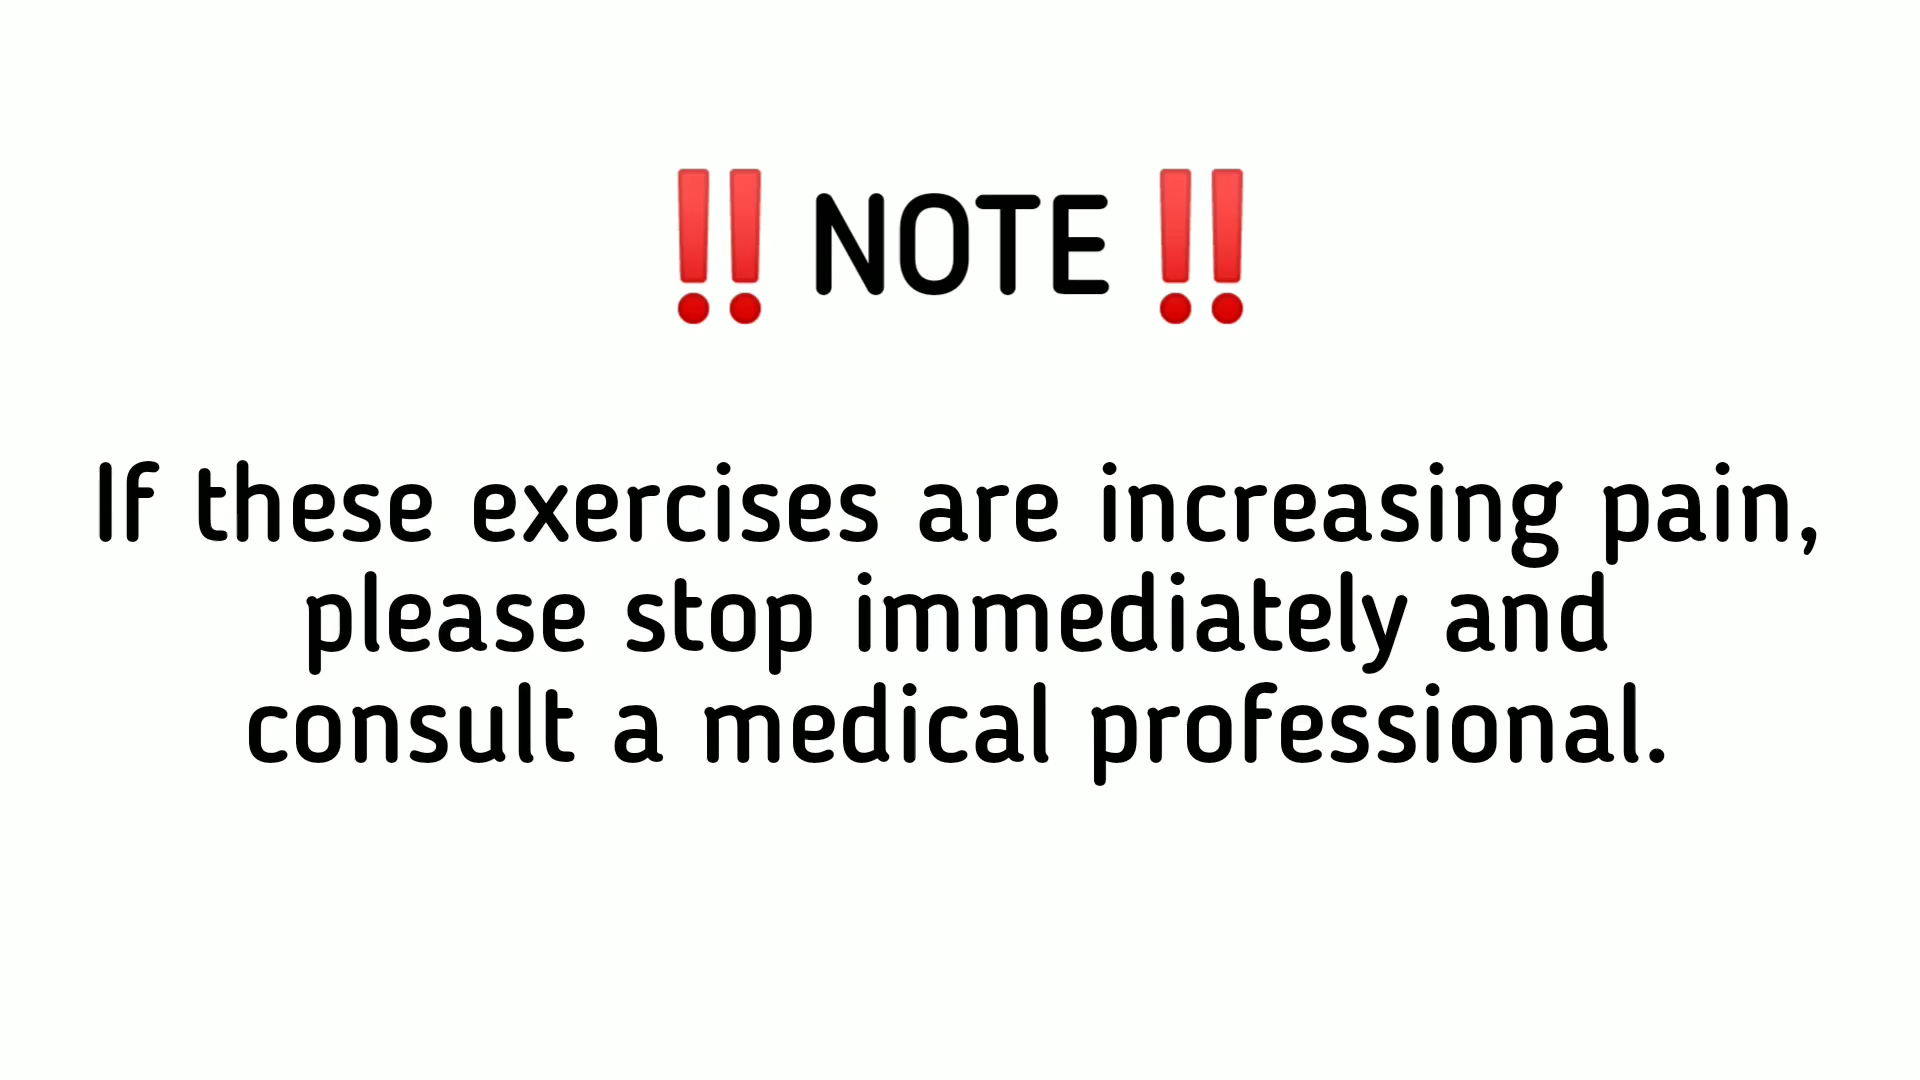 ‼️ NOTE ‼️
If these exercises are increasing pain,
please stop immediately and
consult a medical professional.